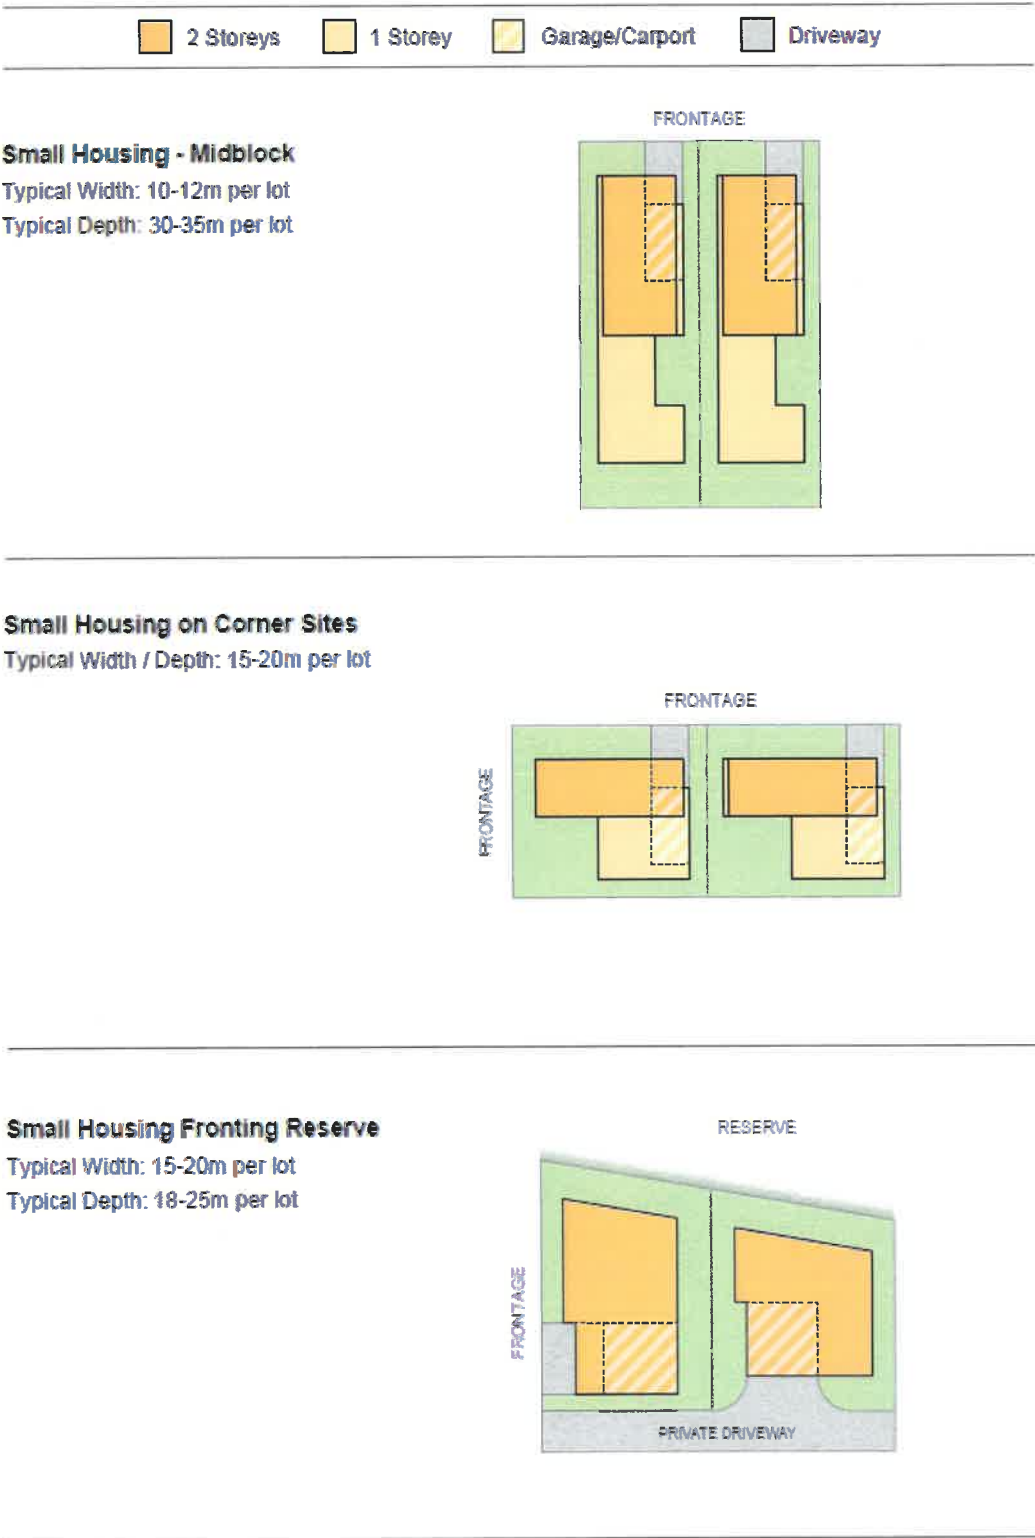 2 Storeys 1 Storey Garage/Carport Driveway
FRONTAGE
Small Housing - Midblock
Typical Width: 10-12m per lot
Typical Depth: 30-35m per lot
Small Housing on Corner Sites
Typical Width / Depth: 15-20m per lot
FRONTAGE
FRONTAGE
Small Housing Fronting Reserve
Typical Width: 15-20m per lot
Typical Depth: 18-25m per lot
RESERVE
FRONTAGE
PRIVATE DRIVEWAY